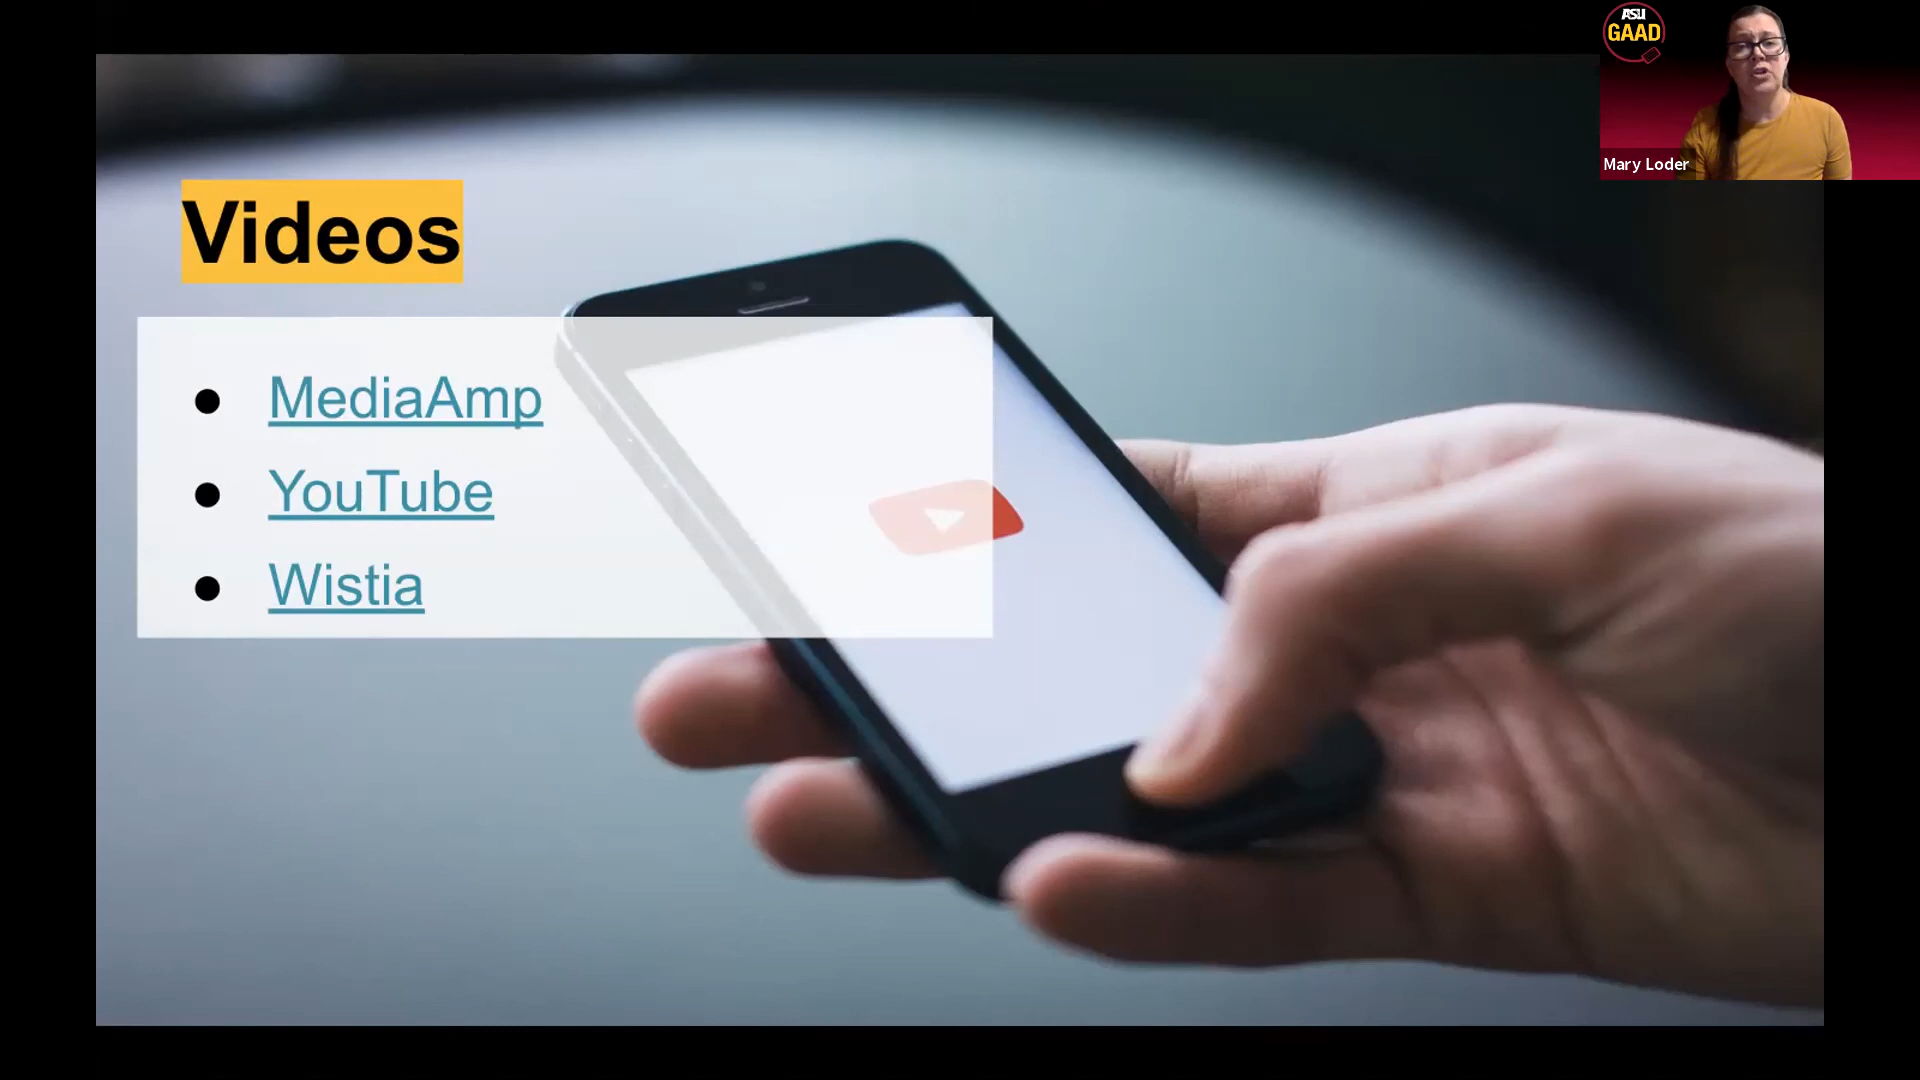 ASU
GAAD
Mary Loder
Videos
MediaAmp
YouTube
Wistia